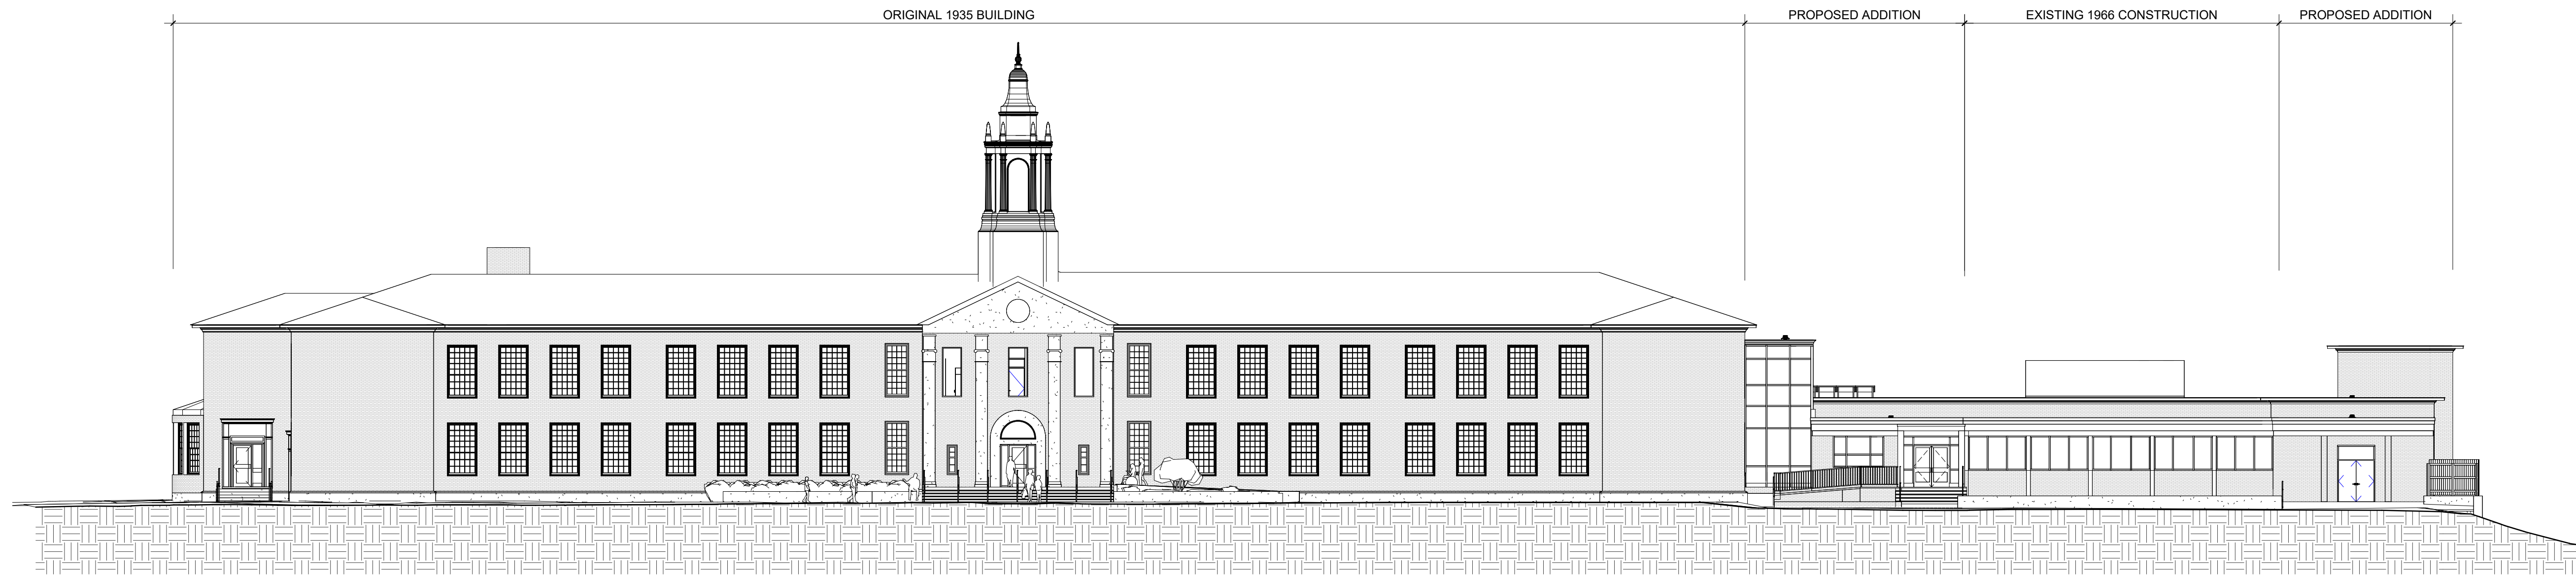 ORIGINAL 1935 BUILDING
PROPOSED ADDITION
EXISTING 1966 CONSTRUCTION
PROPOSED ADDITION